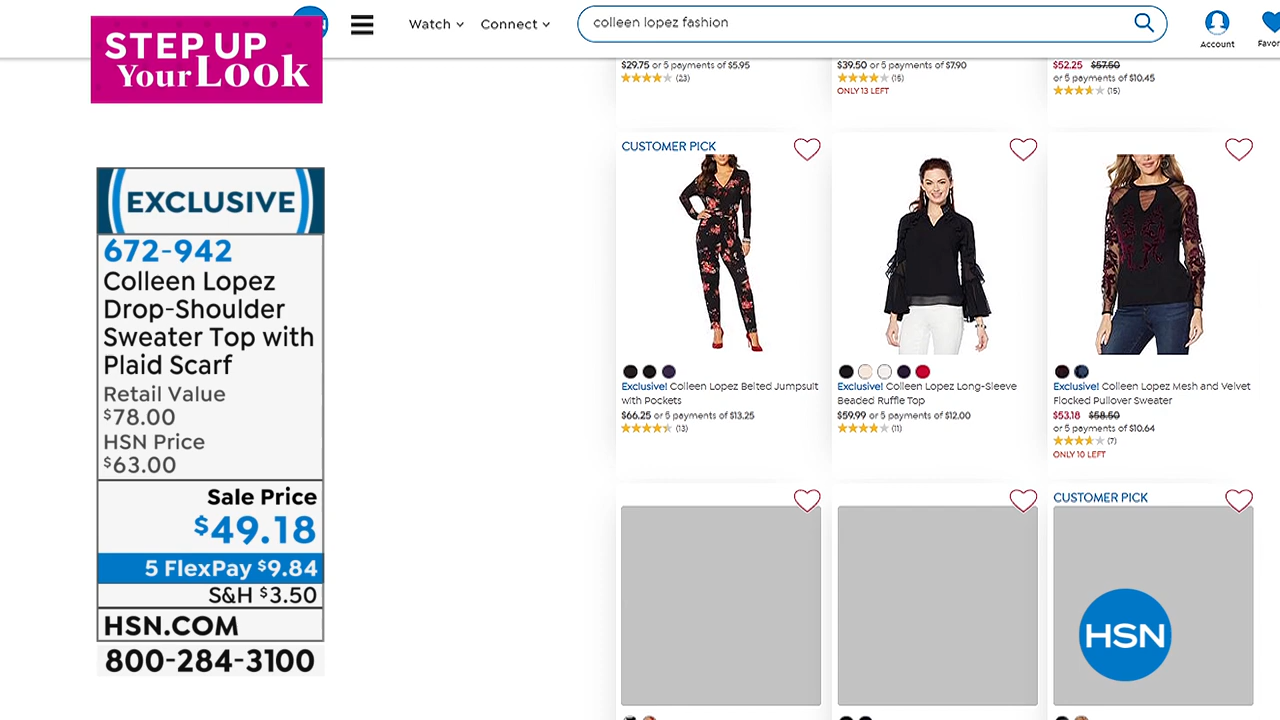 STEP UP
Your Look
Watch
Connect
colleen lopez fashion
Account
$29.75 or 5 payments of $5.95
(23)
$39.50 or 5 payments of $7.90
(15)
ONLY 13 LEFT
$52.25 $57.50
or 5 payments of $10.45
(15)
EXCLUSIVE
672-942
Colleen Lopez
Drop-Shoulder
Sweater Top with
Plaid Scarf
Retail Value
$78.00
HSN Price
$63.00
Sale Price
$49.18
5 FlexPay $9.84
S&H $3.50
HSN.COM
800-284-3100
CUSTOMER PICK
Exclusive! Colleen Lopez Belted Jumpsuit
with Pockets
$66.25 or 5 payments of $13.25
(13)
Exclusive! Colleen Lopez Long-Sleeve
Beaded Ruffle Top
$59.99 or 5 payments of $12.00
(11)
Exclusive! Colleen Lopez Mesh and Velvet
Flocked Pullover Sweater
$53.18 $58.50
or 5 payments of $10.64
(7)
ONLY 10 LEFT
CUSTOMER PICK
HSN